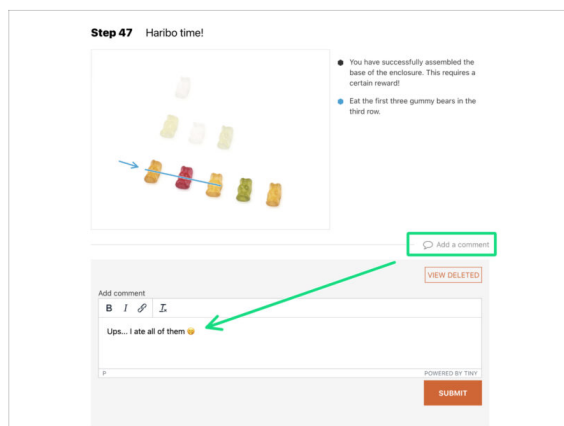 Step 47 Haribo time!
You have successfully assembled the
base of the enclosure. This requires a
certain reward!
Eat the first three gummy bears in the
third row.
Add a comment
VIEW DELETED
Add comment
B I
Ups... I ate all of them 😋
P
POWERED BY TINY
SUBMIT